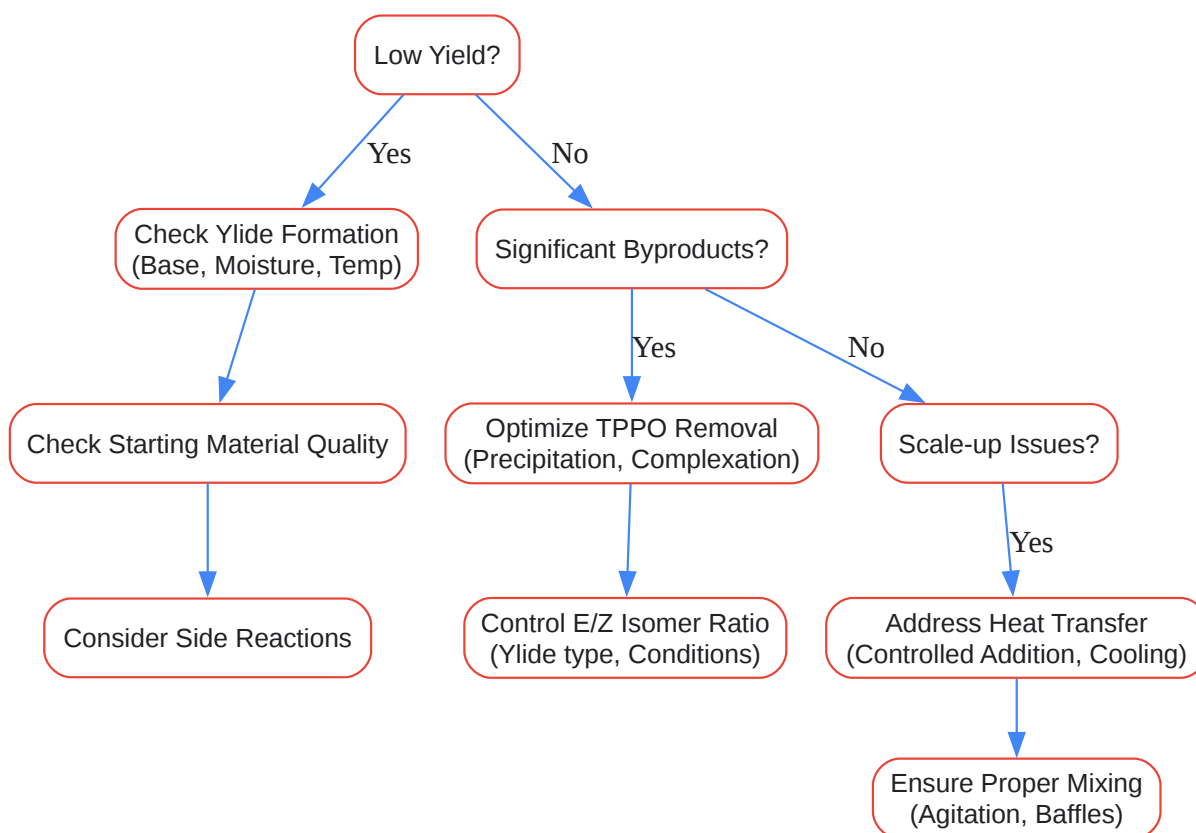 Low Yield?
Yes
No
Check Ylide Formation
(Base, Moisture, Temp)
Significant Byproducts?
Yes
No
Check Starting Material Quality
Optimize TPPO Removal
(Precipitation, Complexation)
Scale-up Issues?
Yes
Consider Side Reactions
Control E/Z Isomer Ratio
(Ylide type, Conditions)
Address Heat Transfer
(Controlled Addition, Cooling)
Ensure Proper Mixing
(Agitation, Baffles)